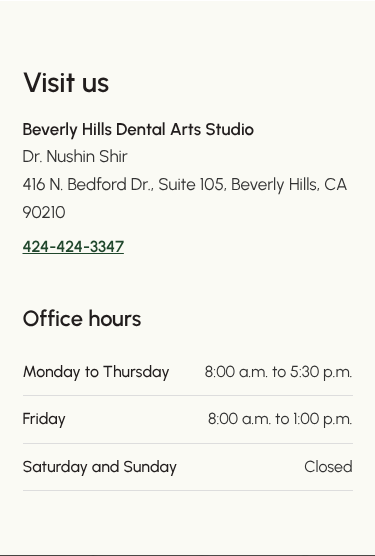 Visit us
Beverly Hills Dental Arts Studio
Dr. Nushin Shir
416 N. Bedford Dr., Suite 105, Beverly Hills, CA
90210
424-424-3347
Office hours
Monday to Thursday 8:00 a.m. to 5:30 p.m.
Friday 8:00 a.m. to 1:00 p.m.
Saturday and Sunday Closed